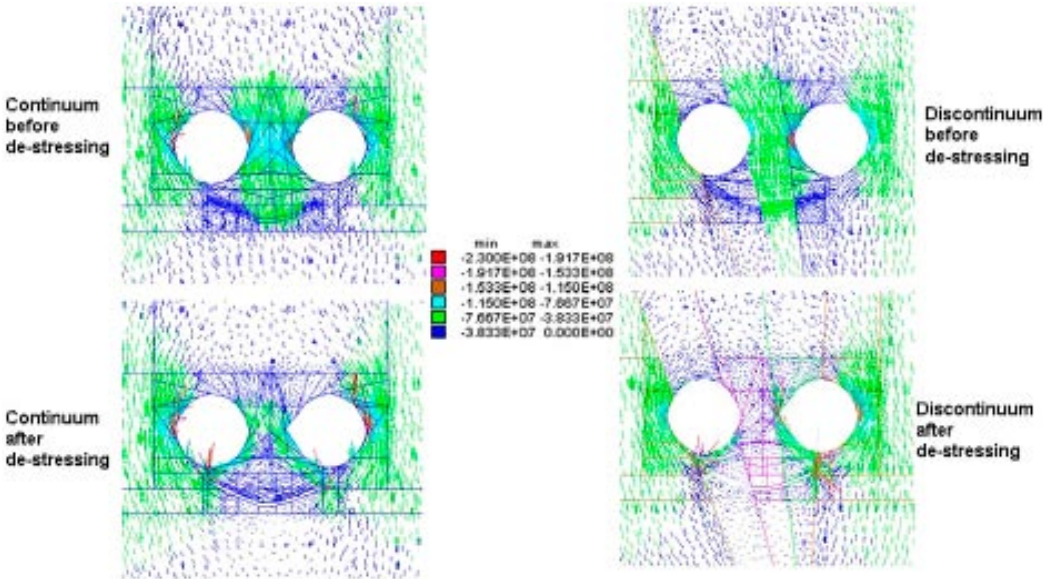 Continuum
before
de-stressing
Discontinuum
before
de-stressing
min max
-2.300E+08 -1.917E+08
-1.917E+08 -1.533E+08
-1.533E+08 -1.150E+08
-1.150E+08 -7.667E+07
-7.667E+07 -3.833E+07
-3.833E+07 0.000E+00
Continuum
after
de-stressing
Discontinuum
after
de-stressing